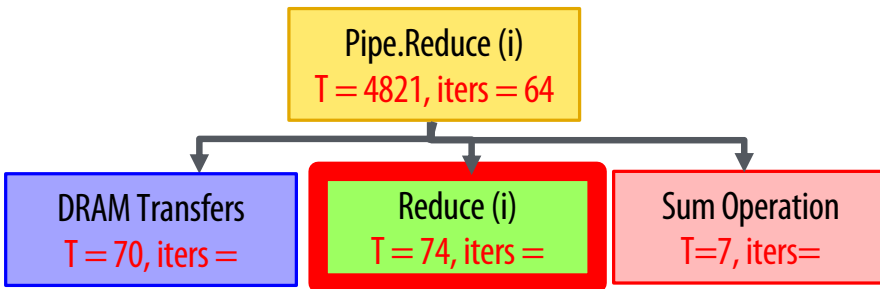 Pipe.Reduce (i)
T = 4821, iters = 64
DRAM Transfers
T = 70, iters =
Reduce (i)
T = 74, iters =
Sum Operation
T=7, iters=